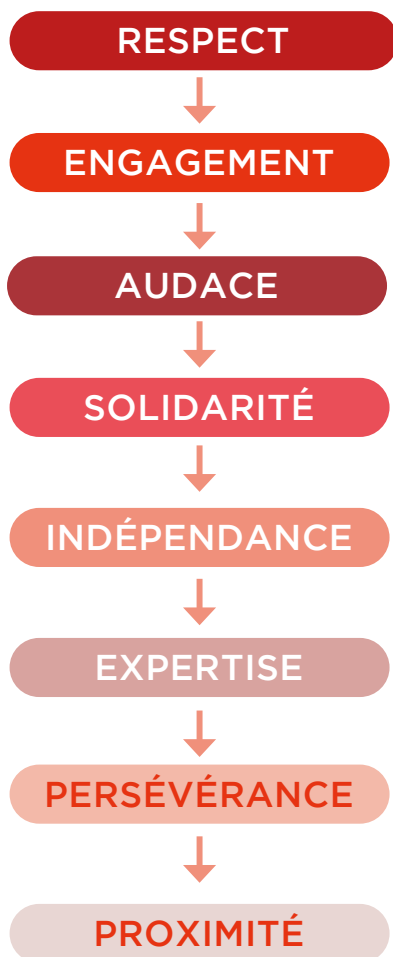 RESPECT
ENGAGEMENT
AUDACE
SOLIDARITÉ
INDÉPENDANCE
EXPERTISE
PERSÉVÉRANCE
PROXIMITÉ